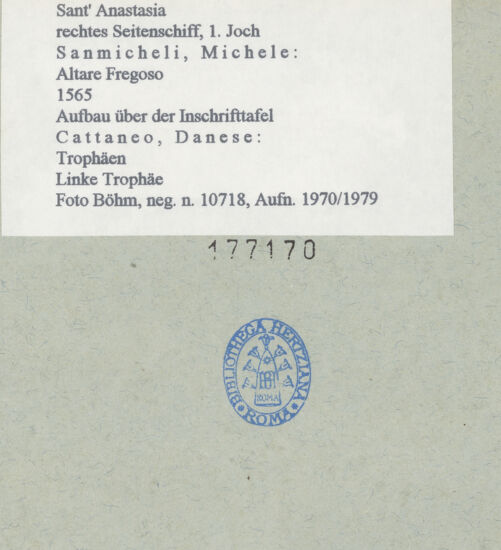 Sant' Anastasia
rechtes Seitenschiff, 1. Joch
Sanmicheli, Michele:
Altare Fregoso
1565
Aufbau über der Inschrifttafel
Cattaneo, Danese:
Trophäen
Linke Trophäe
Foto Böhm, neg. n. 10718, Aufn. 1970/1979
177170
BIBLIOTHECA HERTZIANA
ROMA
ROMA